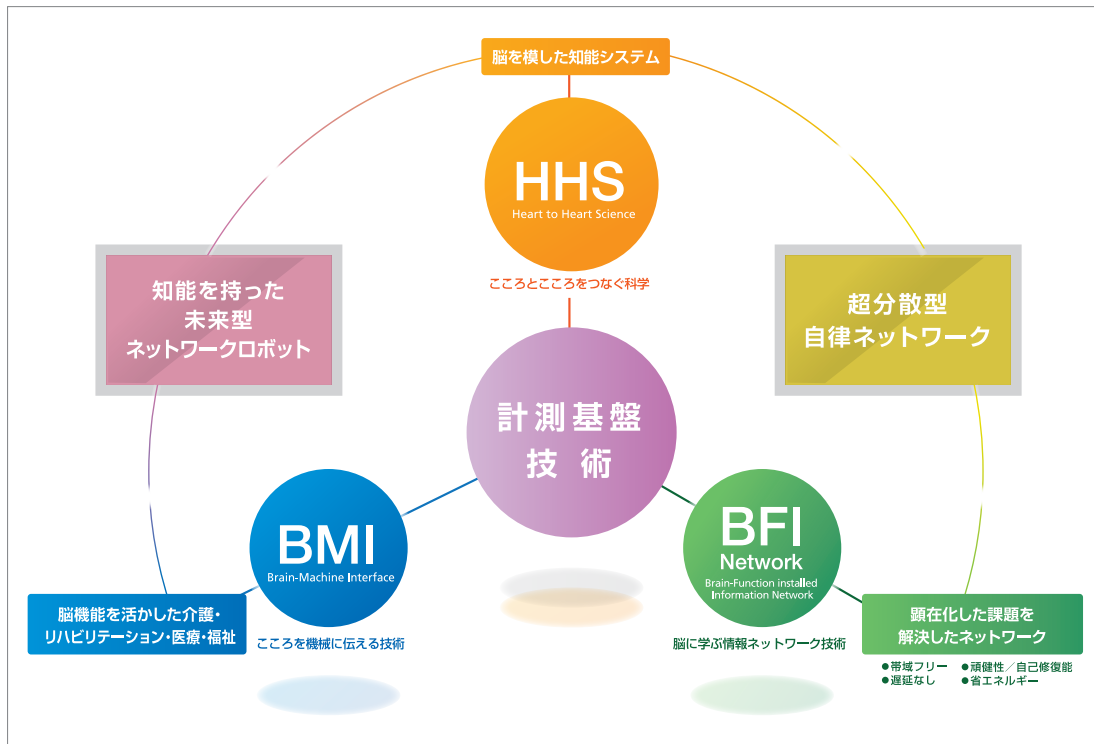 脳を模した知能システム
HHS
Heart to Heart Science
こころとこころをつなぐ科学
知能を持った
未来型
ネットワークロボット
超分散型
自律ネットワーク
計測基盤
技術
BMI
Brain-Machine Interface
こころを機械に伝える技術
脳機能を活かした介護・
リハビリテーション・医療・福祉
BFI
Network
Brain-Function installed
Information Network
脳に学ぶ情報ネットワーク技術
顕在化した課題を
解決したネットワーク
●帯域フリー ●頑健性／自己修復能
●遅延なし ●省エネルギー